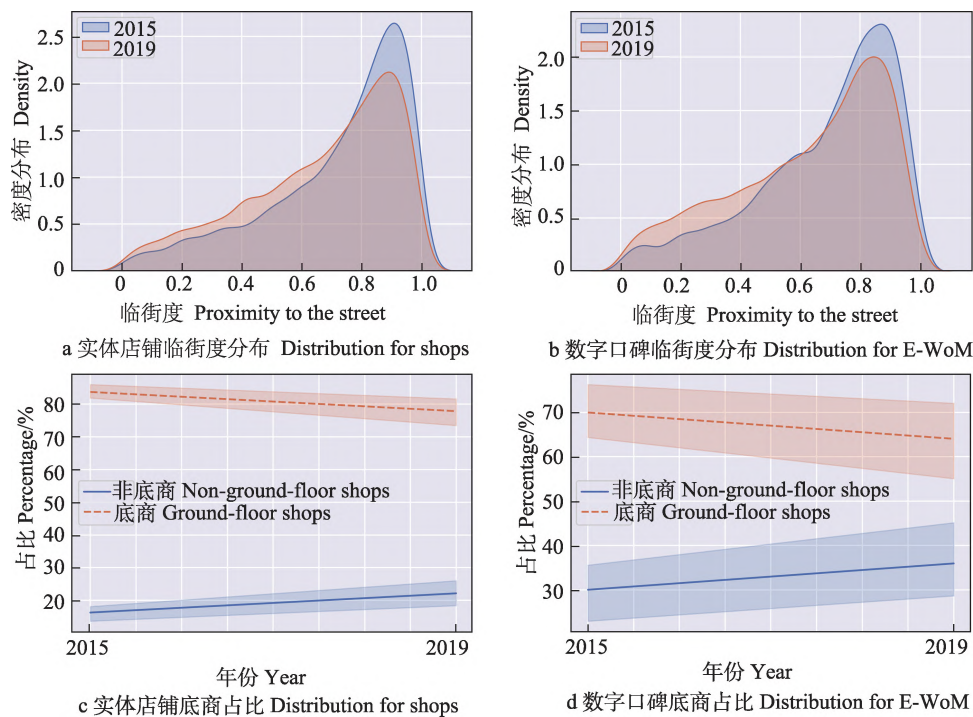 2015
2019
2.5
2.0
1.5
1.0
0.5
0
密度分布 Density
0 0.2 0.4 0.6 0.8 1.0
临街度 Proximity to the street
a 实体店铺临街度分布 Distribution for shops
2015
2019
2.0
1.5
1.0
0.5
0
密度分布 Density
0 0.2 0.4 0.6 0.8 1.0
临街度 Proximity to the street
b 数字口碑临街度分布 Distribution for E-WoM
80
70
60
50
40
30
20
占比 Percentage/%
非底商 Non-ground-floor shops
底商 Ground-floor shops
2015 2019
年份 Year
c 实体店铺底商占比 Distribution for shops
70
60
50
40
30
占比 Percentage/%
非底商 Non-ground-floor shops
底商 Ground-floor shops
2015 2019
年份 Year
d 数字口碑底商占比 Distribution for E-WoM